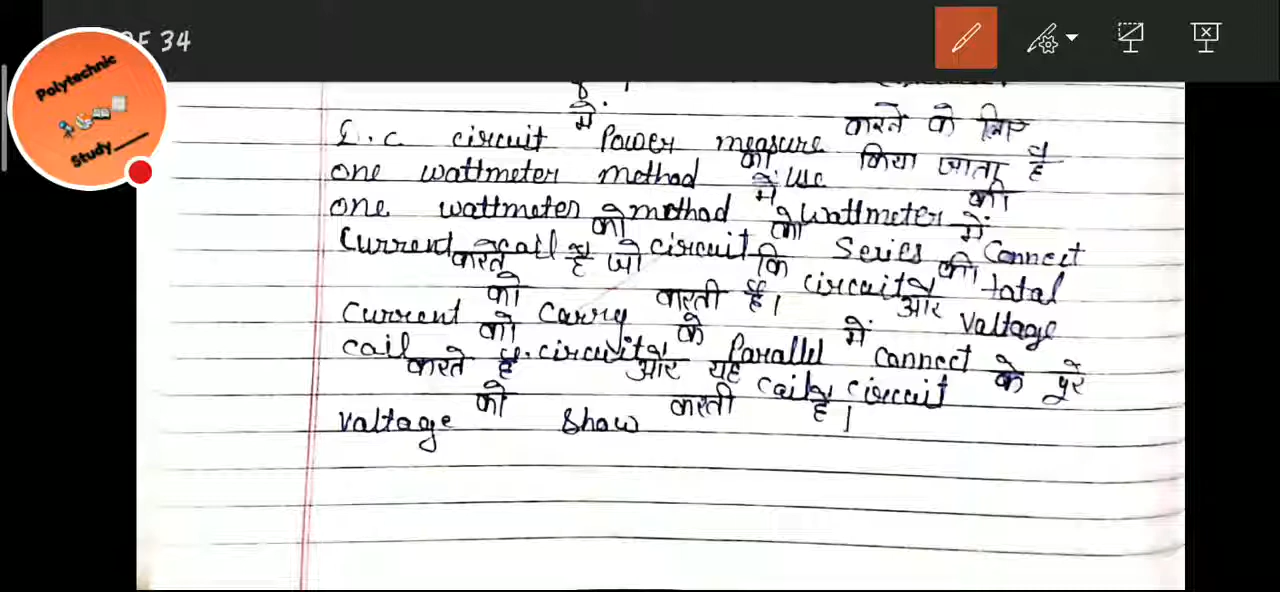 OF 34
Polytechnic
Study
D.C circuit में Power measure करने के लिए
one wattmeter method का use किया जाता है
one wattmeter method में wattmeter की
Current coil को circuit के Series में Connect
करते है जो कि circuit की total
Current को carry करती है। और Voltage
coil को circuit के Parallel में connect
करते है और यह coil circuit के पूरे
voltage को show करती है।